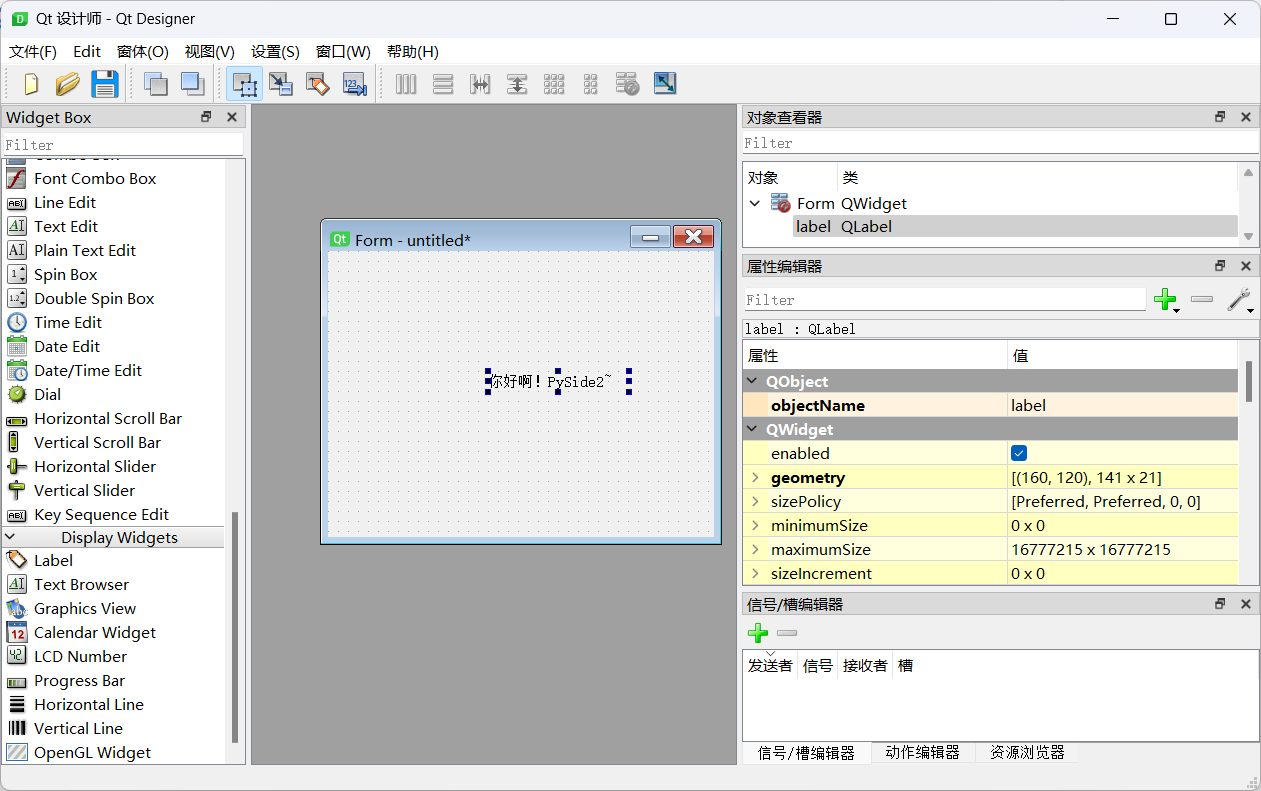 Qt 设计师 - Qt Designer
文件(F) Edit 窗体(O) 视图(V) 设置(S) 窗口(W) 帮助(H)
123
Widget Box
Filter
Combo Box
Font Combo Box
Line Edit
Text Edit
Plain Text Edit
Spin Box
Double Spin Box
Time Edit
Date Edit
Date/Time Edit
Dial
Horizontal Scroll Bar
Vertical Scroll Bar
Horizontal Slider
Vertical Slider
Key Sequence Edit
Display Widgets
Label
Text Browser
Graphics View
Calendar Widget
LCD Number
Progress Bar
Horizontal Line
Vertical Line
OpenGL Widget
Qt Form - untitled*
你好啊！PySide2~
对象查看器
Filter
对象 类
Form QWidget
label QLabel
属性编辑器
Filter
label : QLabel
属性 值
QObject
objectName label
QWidget
enabled
geometry [(160, 120), 141 x 21]
sizePolicy [Preferred, Preferred, 0, 0]
minimumSize 0 x 0
maximumSize 16777215 x 16777215
sizeIncrement 0 x 0
信号/槽编辑器
发送者 信号 接收者 槽
信号/槽编辑器 动作编辑器 资源浏览器